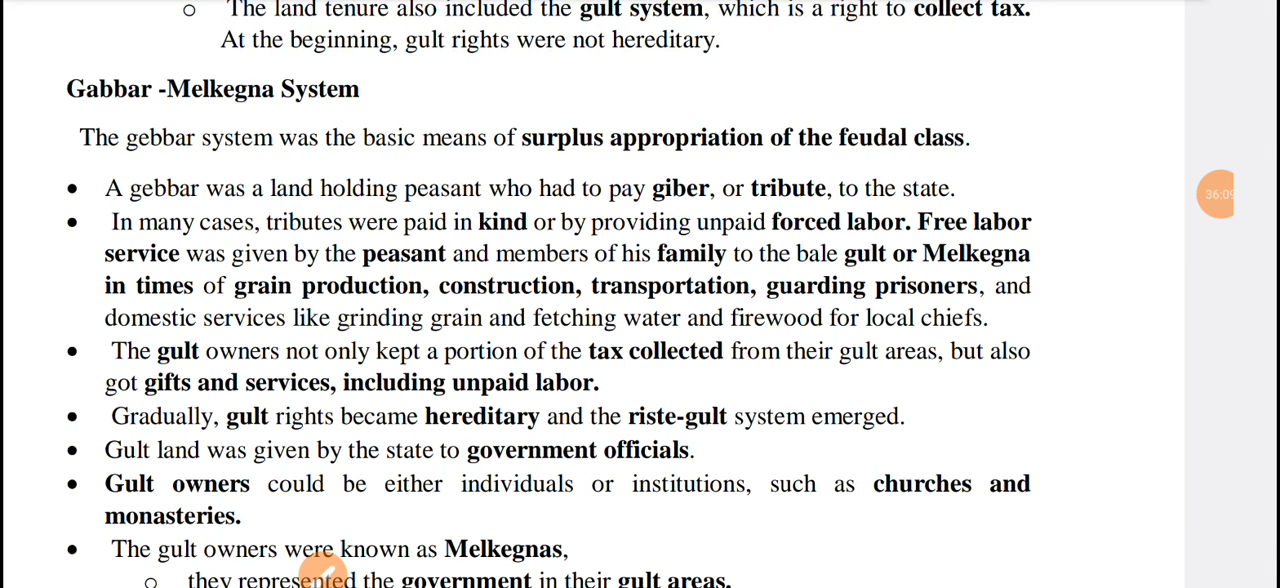 o The land tenure also included the gult system, which is a right to collect tax.
At the beginning, gult rights were not hereditary.
Gabbar -Melkegna System
The gebbar system was the basic means of surplus appropriation of the feudal class.
• A gebbar was a land holding peasant who had to pay giber, or tribute, to the state.
• In many cases, tributes were paid in kind or by providing unpaid forced labor. Free labor
service was given by the peasant and members of his family to the bale gult or Melkegna
in times of grain production, construction, transportation, guarding prisoners, and
domestic services like grinding grain and fetching water and firewood for local chiefs.
• The gult owners not only kept a portion of the tax collected from their gult areas, but also
got gifts and services, including unpaid labor.
• Gradually, gult rights became hereditary and the riste-gult system emerged.
• Gult land was given by the state to government officials.
• Gult owners could be either individuals or institutions, such as churches and
monasteries.
• The gult owners were known as Melkegnas,
o they represented the government in their gult areas.
36:09